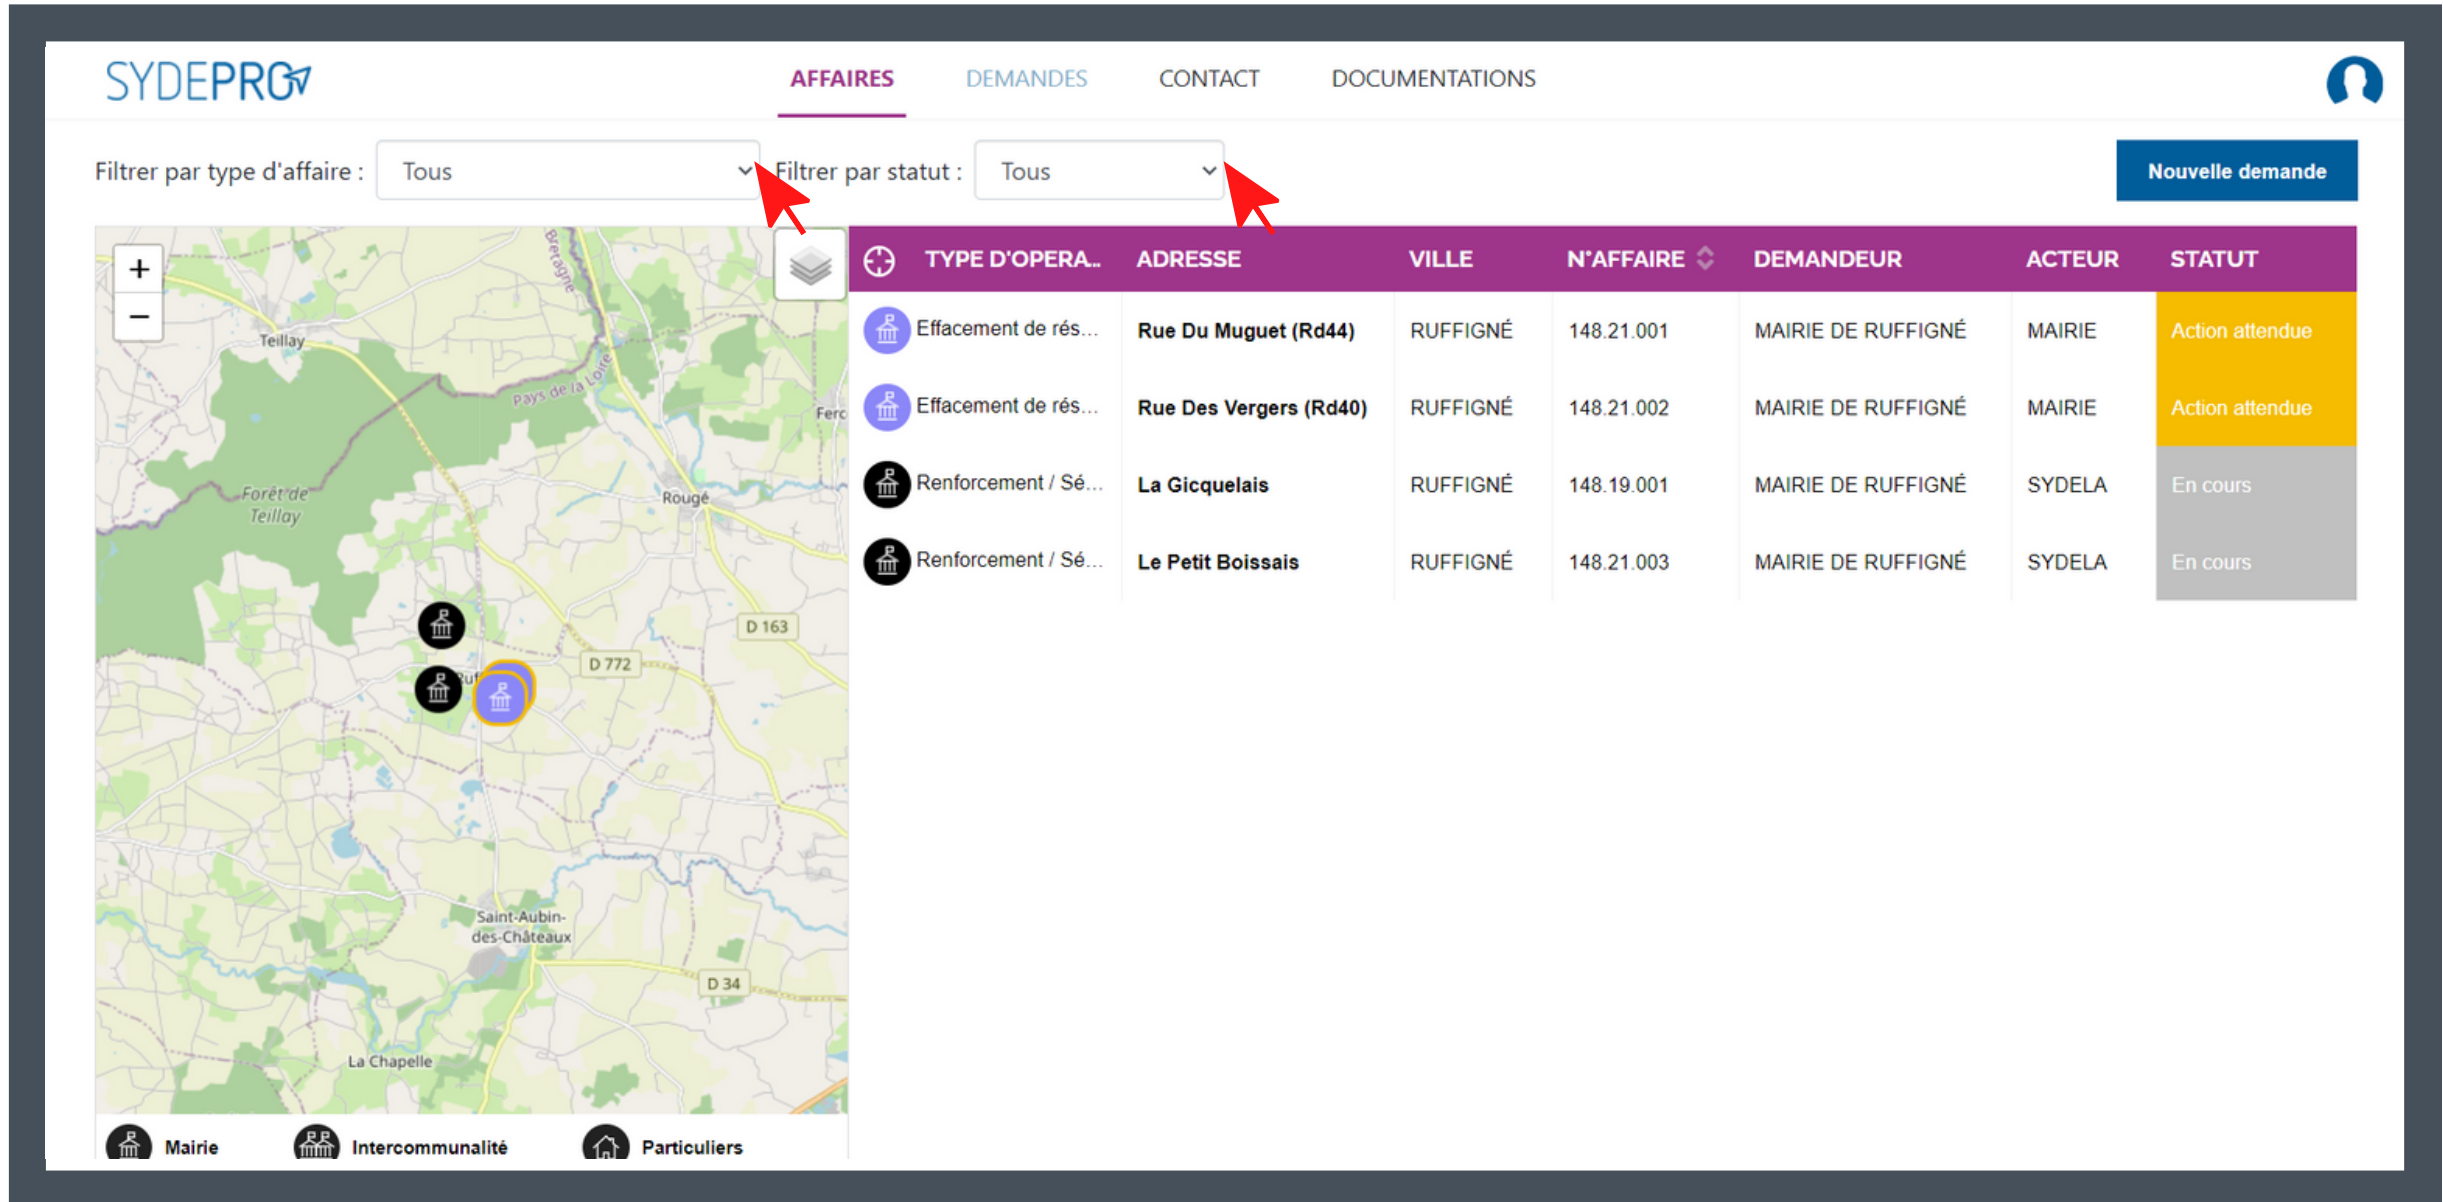 SYDEPRO
AFFAIRES DEMANDES CONTACT DOCUMENTATIONS
Filtrer par type d'affaire : Tous Filtrer par statut : Tous Nouvelle demande
TYPE D'OPERA... ADRESSE VILLE N°AFFAIRE DEMANDEUR ACTEUR STATUT
Effacement de rés... Rue Du Muguet (Rd44) RUFFIGNÉ 148.21.001 MAIRIE DE RUFFIGNÉ MAIRIE Action attendue
Effacement de rés... Rue Des Vergers (Rd40) RUFFIGNÉ 148.21.002 MAIRIE DE RUFFIGNÉ MAIRIE Action attendue
Renforcement / Sé... La Gicquelais RUFFIGNÉ 148.19.001 MAIRIE DE RUFFIGNÉ SYDELA En cours
Renforcement / Sé... Le Petit Boissais RUFFIGNÉ 148.21.003 MAIRIE DE RUFFIGNÉ SYDELA En cours
+
−
Bretagne
Teillay
Pays de la Loire
Ferc
Forêt de
Teillay
Rougé
D 163
D 772
Ruf
Saint-Aubin-
des-Châteaux
D 34
La Chapelle
Mairie Intercommunalité Particuliers